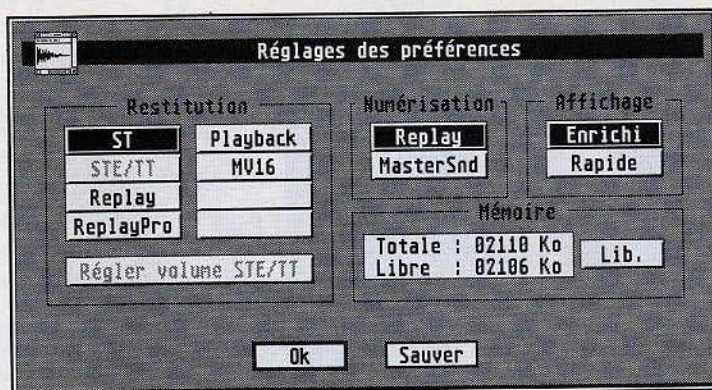 Réglages des préférences
Restitution
ST
Playback
STE/TT
MV16
Replay
ReplayPro
Régler volume STE/TT
Numérisation
Replay
MasterSnd
Affichage
Enrichi
Rapide
Mémoire
Totale : 02110 Ko
Libre : 02106 Ko
Lib.
Ok
Sauver